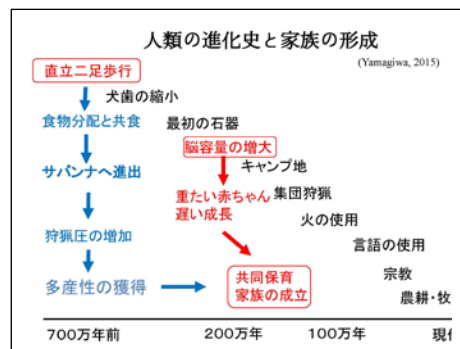 人類の進化史と家族の形成
(Yamagiwa, 2015)
直立二足歩行
犬歯の縮小
食物分配と共食
最初の石器
脳容量の増大
キャンプ地
サバンナへ進出
重たい赤ちゃん
遅い成長
集団狩猟
火の使用
狩猟圧の増加
言語の使用
多産性の獲得
共同保育
家族の成立
宗教
農耕・牧
700万年前
200万年
100万年
現